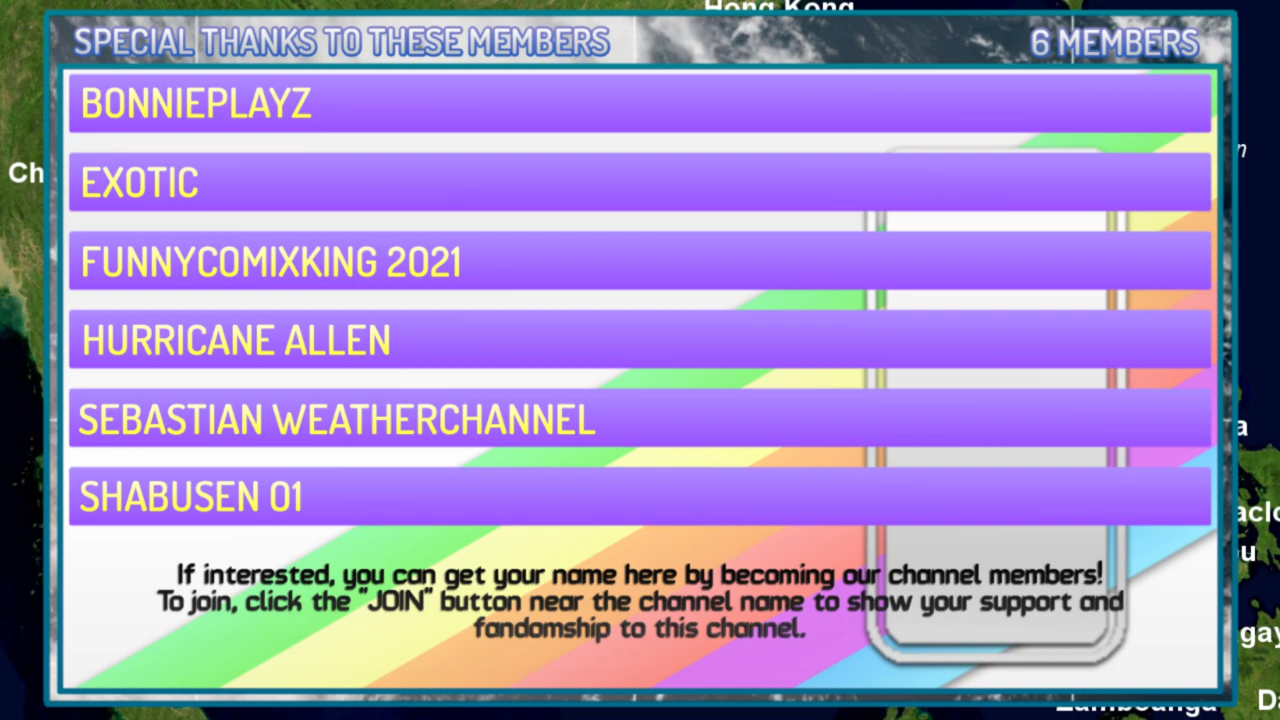 Hong Kong
SPECIAL THANKS TO THESE MEMBERS
6 MEMBERS
BONNIEPLAYZ
EXOTIC
FUNNYCOMIXKING 2021
HURRICANE ALLEN
SEBASTIAN WEATHERCHANNEL
SHABUSEN 01
If interested, you can get your name here by becoming our channel members!
To join, click the "JOIN" button near the channel name to show your support and
fandomship to this channel.
Zamboanga